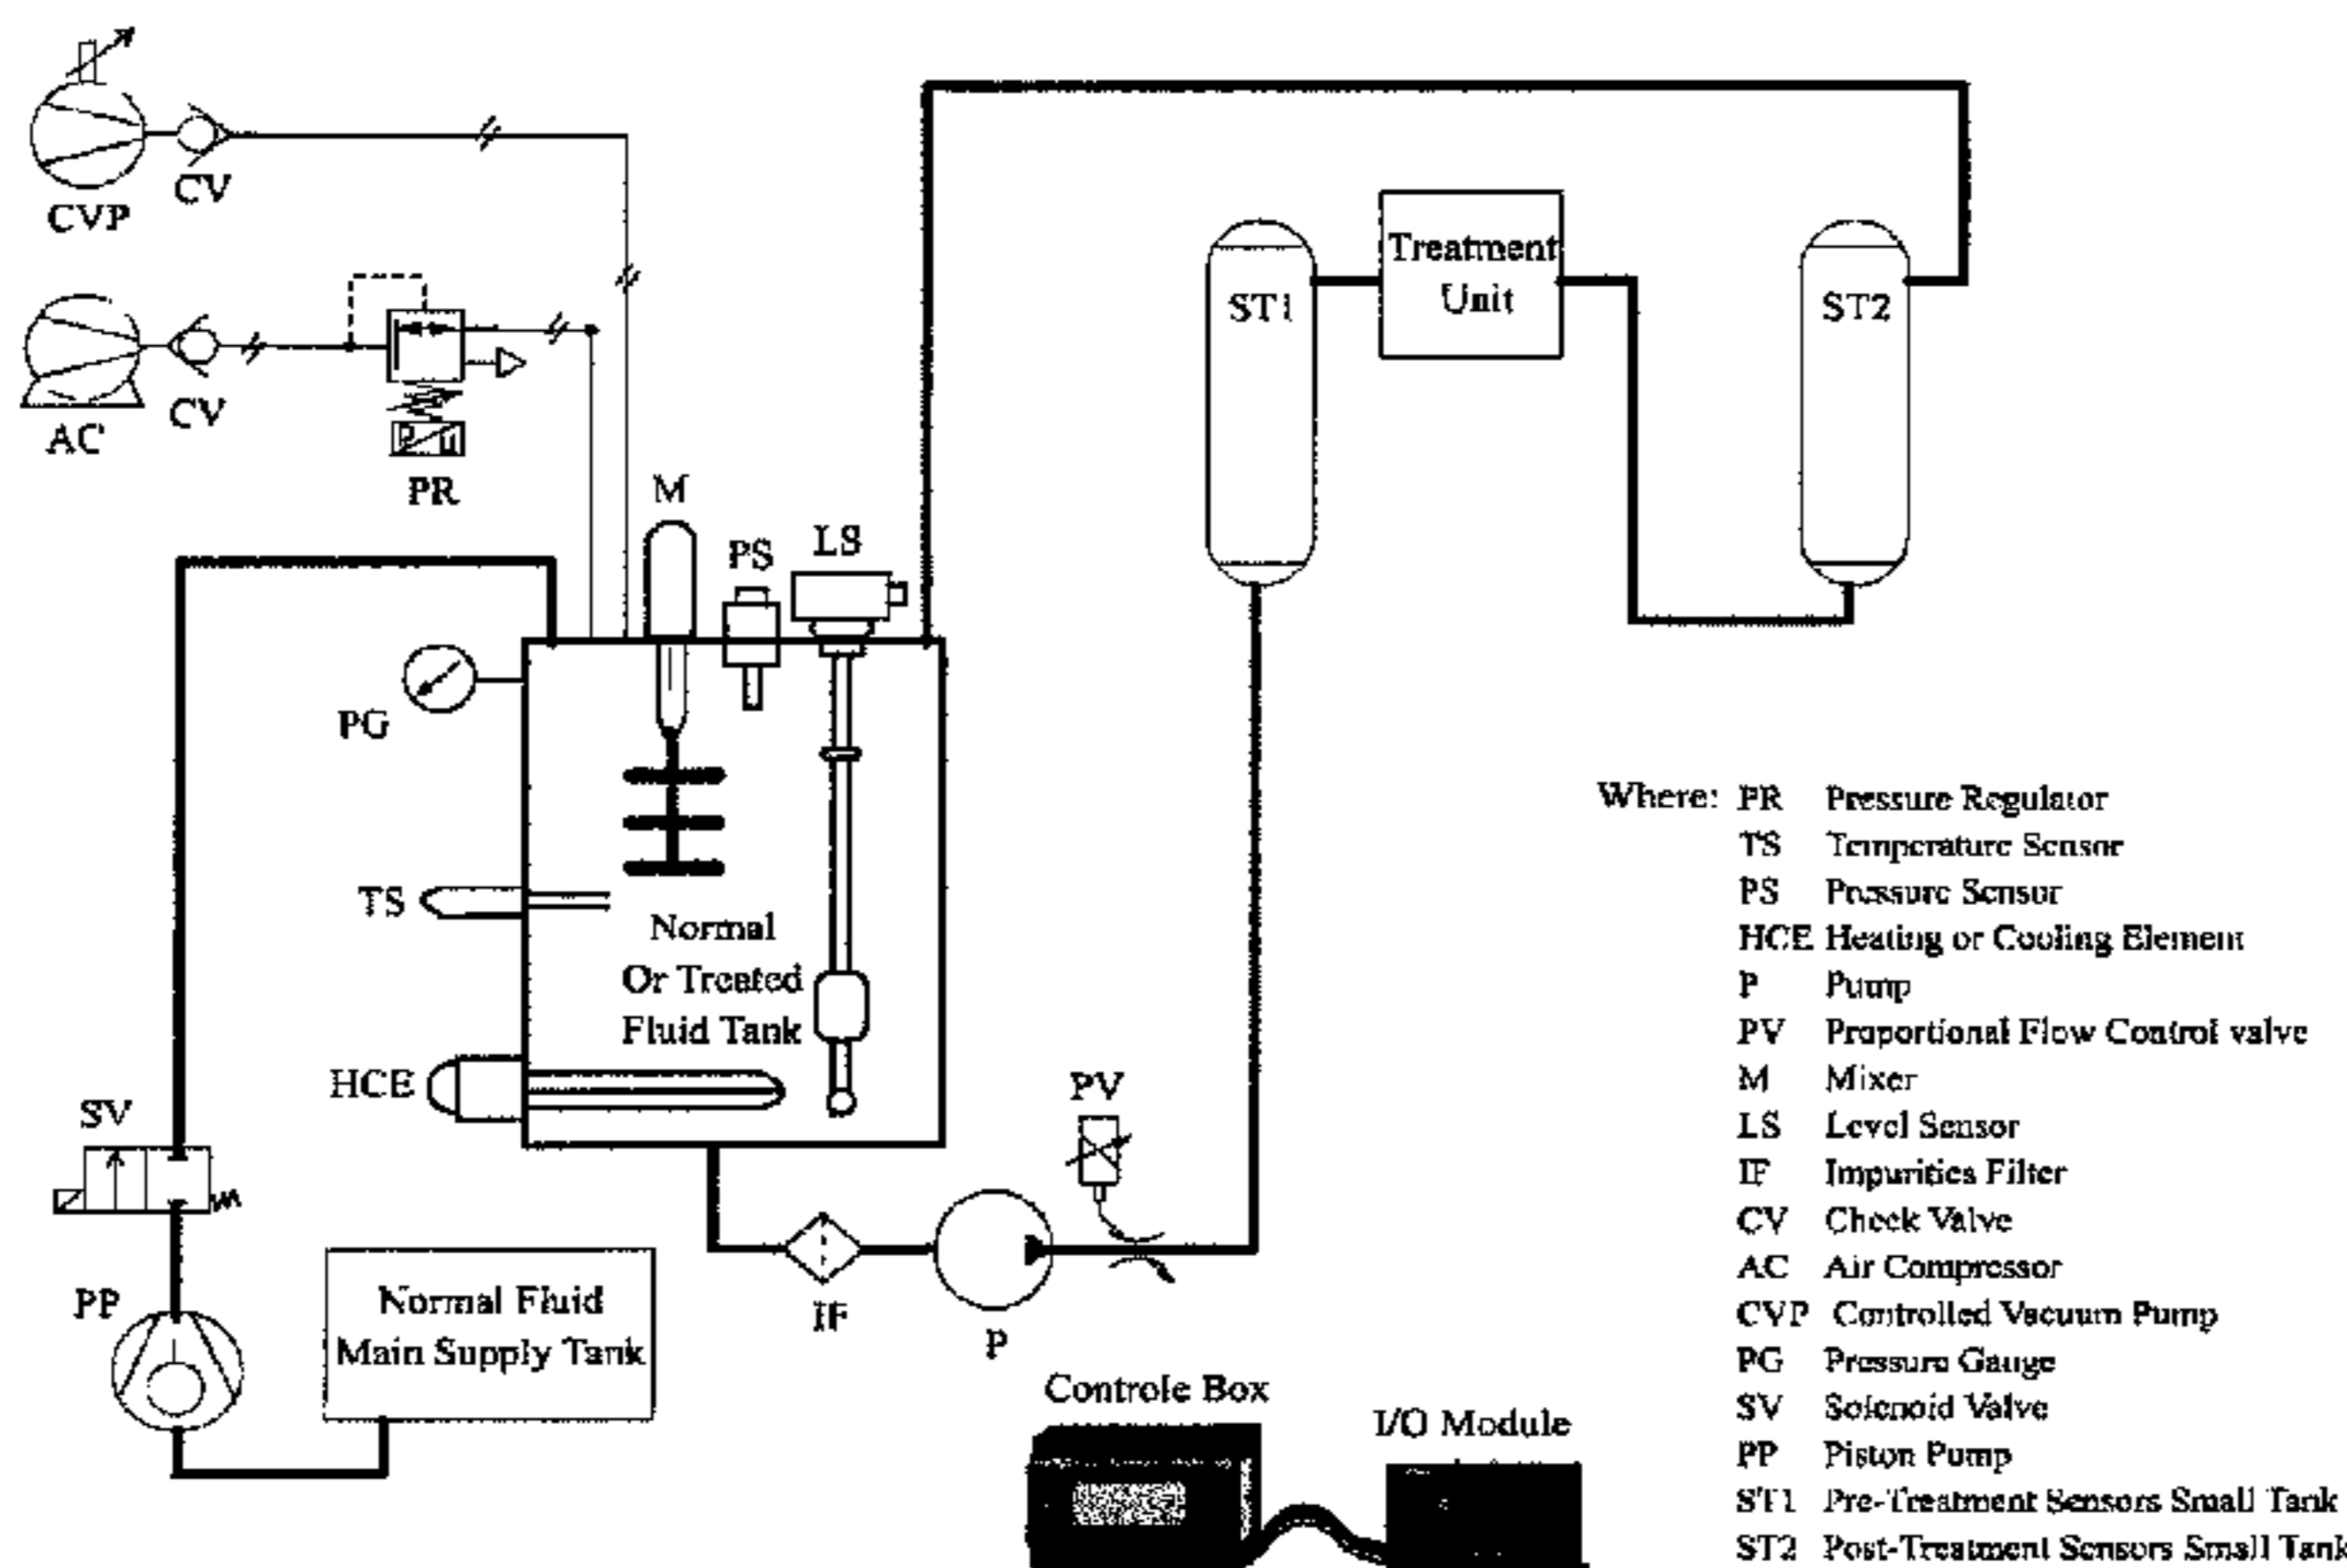 CV
CVP
CV
AC
P u
PR
M
PS
LS
ST1
Treatment
Unit
ST2
PG
TS
Normal
Or Treated
Fluid Tank
HCE
SV
PV
PP
Normal Fluid
Main Supply Tank
IF
P
Controle Box
I/O Module
Where: PR Pressure Regulator
TS Temperature Sensor
PS Pressure Sensor
HCE Heating or Cooling Element
P Pump
PV Proportional Flow Control valve
M Mixer
LS Level Sensor
IF Impurities Filter
CV Check Valve
AC Air Compressor
CVP Controlled Vacuum Pump
PG Pressure Gauge
SV Solenoid Valve
PP Piston Pump
ST1 Pre-Treatment Sensors Small Tank
ST2 Post-Treatment Sensors Small Tank